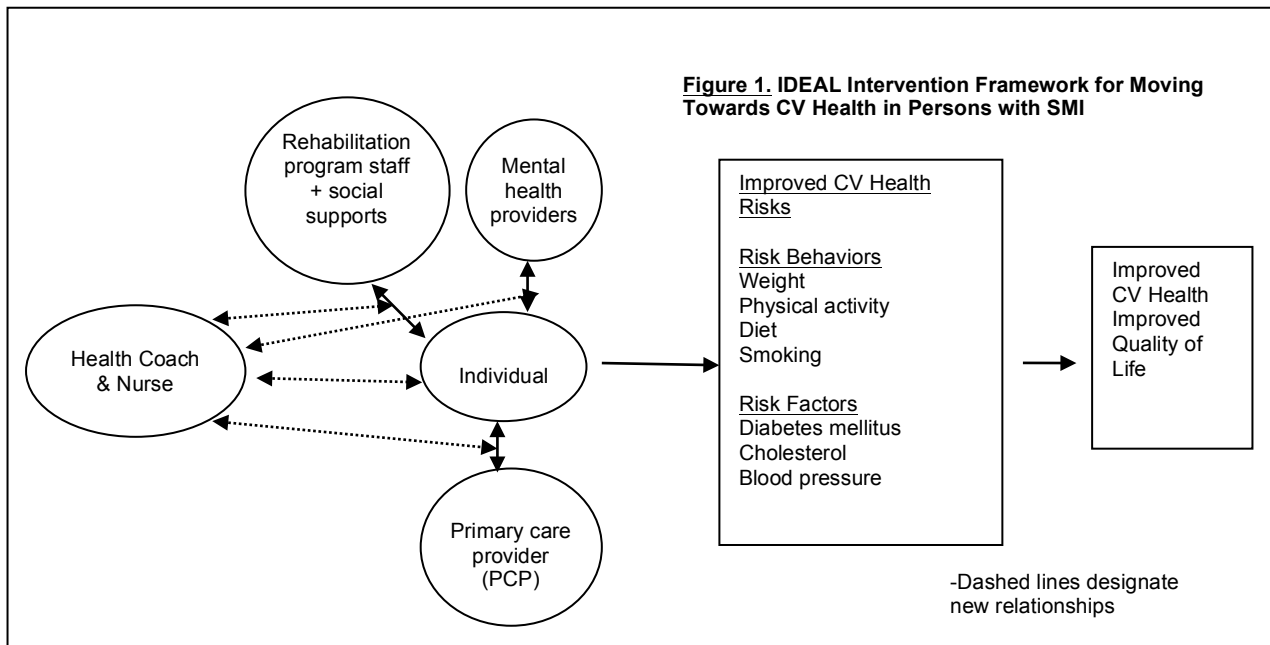 Figure 1. IDEAL Intervention Framework for Moving
Towards CV Health in Persons with SMI
Rehabilitation
program staff
+ social
supports
Mental
health
providers
Health Coach
& Nurse
Individual
Primary care
provider
(PCP)
Improved CV Health
Risks
Risk Behaviors
Weight
Physical activity
Diet
Smoking
Risk Factors
Diabetes mellitus
Cholesterol
Blood pressure
Improved
CV Health
Improved
Quality of
Life
-Dashed lines designate
new relationships